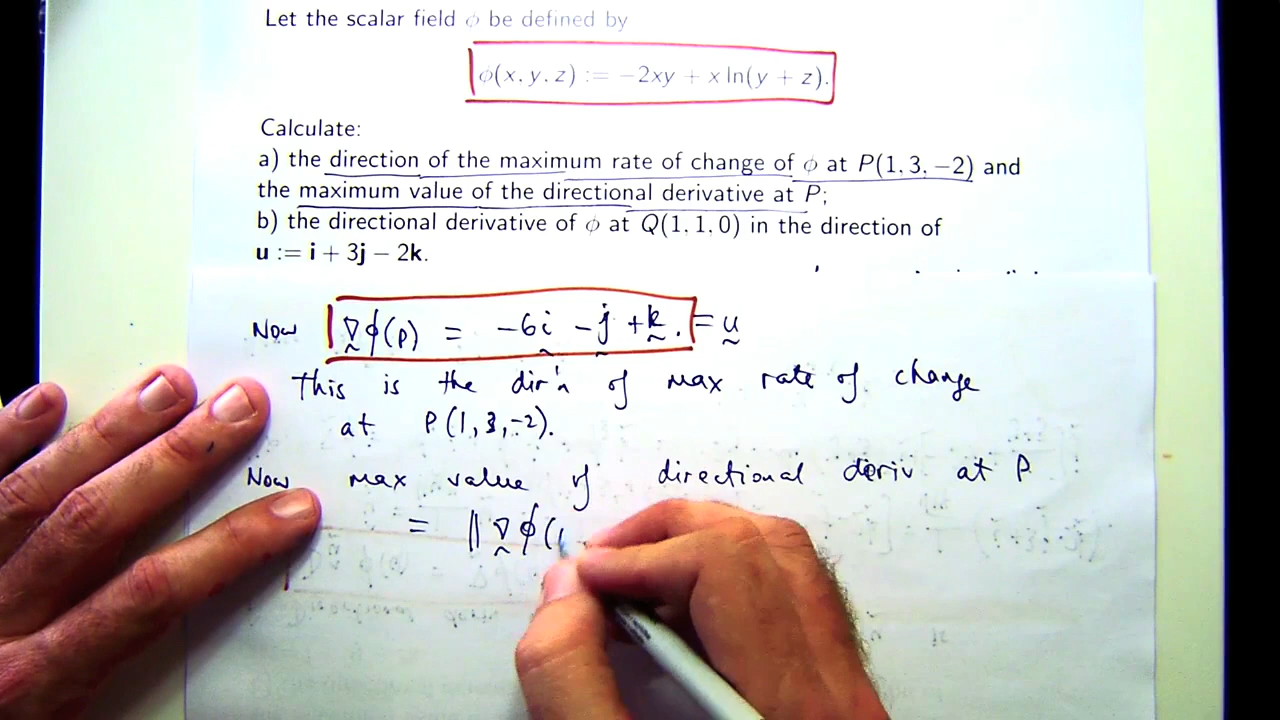 Let the scalar field ϕ be defined by
ϕ(x, y, z) := −2xy + x ln(y + z).
Calculate:
a) the direction of the maximum rate of change of ϕ at P(1, 3, −2) and
the maximum value of the directional derivative at P;
b) the directional derivative of ϕ at Q(1, 1, 0) in the direction of
u := i + 3j − 2k.
Now ∇ϕ(P) = −6i − j + k. = u
This is the dir'n of max rate of change
at P(1, 3, −2).
Now max value of directional deriv at P
= ‖∇ϕ(